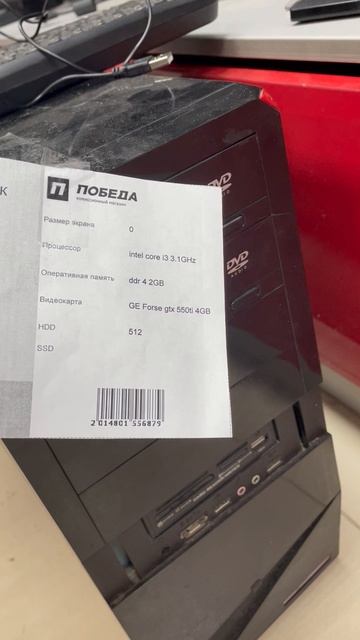 К
ПОБЕДА
комиссионный магазин
Размер экрана 0
Процессор intel core i3 3.1GHz
Оперативная память ddr 4 2GB
Видеокарта GE Forse gtx 550ti 4GB
HDD 512
SSD
2 014801 556879
DVD
DVD